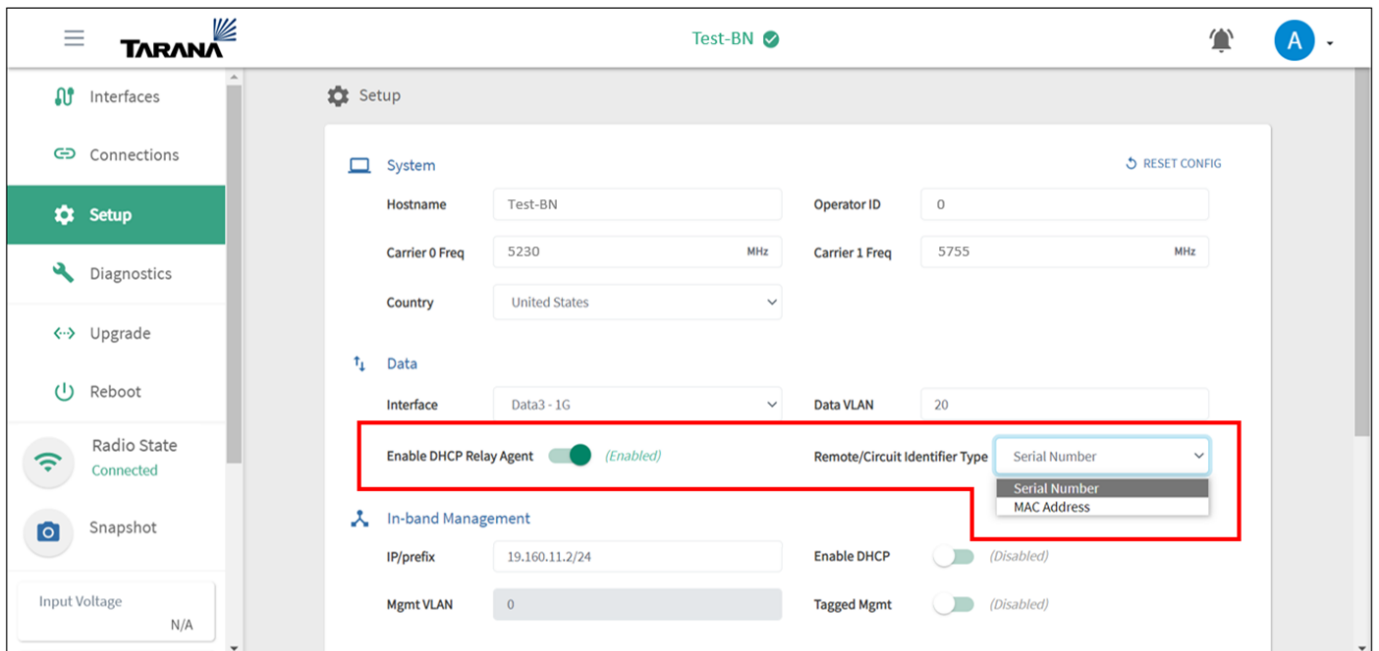 TARANA
Test-BN
A
Interfaces
Connections
Setup
Diagnostics
Upgrade
Reboot
Radio State
Connected
Snapshot
Input Voltage
N/A
Setup
System
RESET CONFIG
Hostname Test-BN Operator ID 0
Carrier 0 Freq 5230 MHz Carrier 1 Freq 5755 MHz
Country United States
Data
Interface Data3 - 1G Data VLAN 20
Enable DHCP Relay Agent (Enabled) Remote/Circuit Identifier Type Serial Number
Serial Number
MAC Address
In-band Management
IP/prefix 19.160.11.2/24 Enable DHCP (Disabled)
Mgmt VLAN 0 Tagged Mgmt (Disabled)